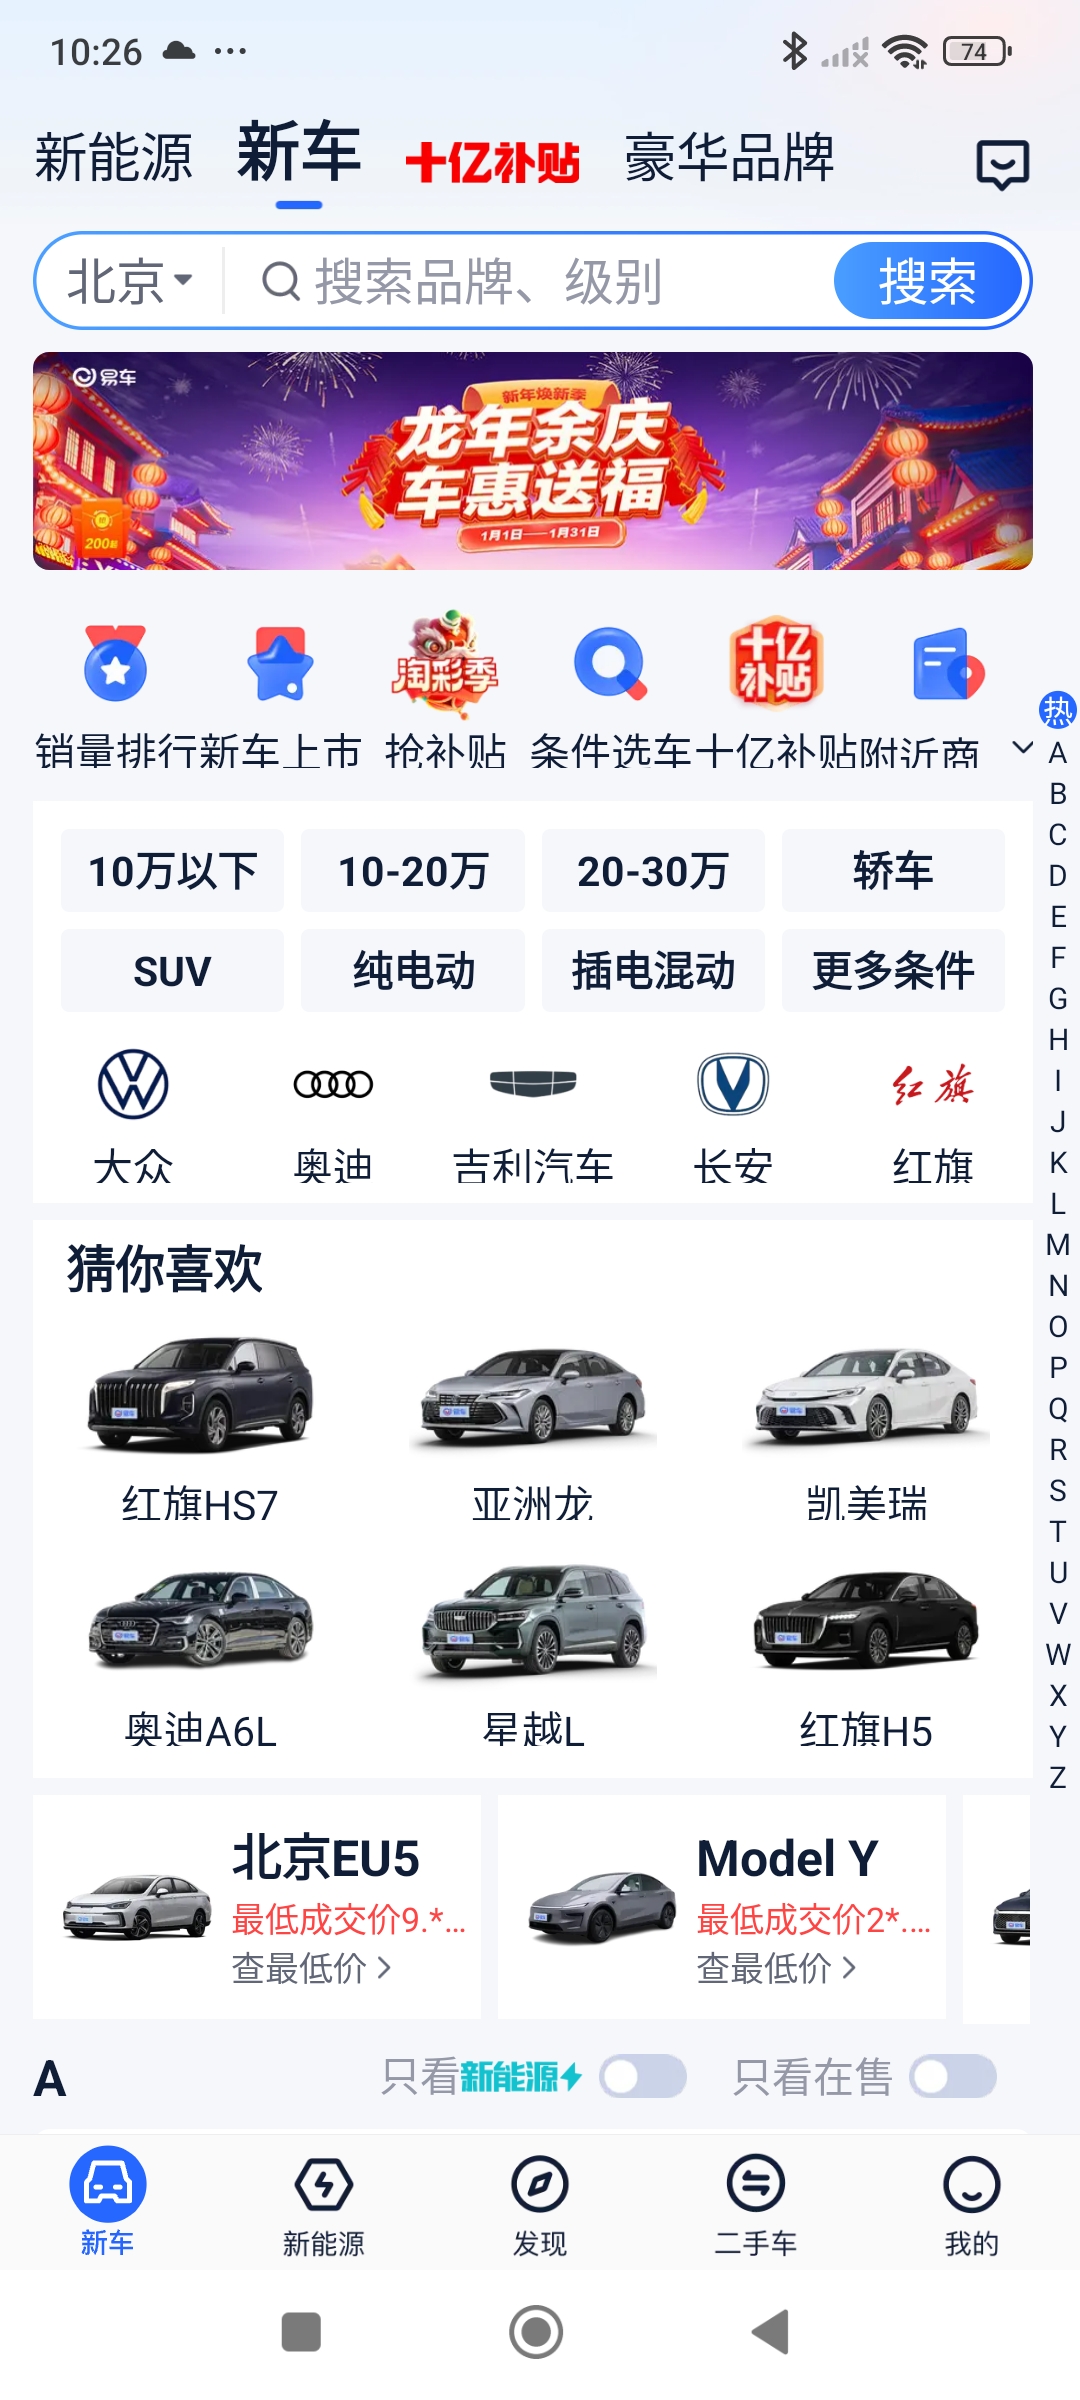 10:26
74
新能源 新车 十亿补贴 豪华品牌
北京 搜索品牌、级别 搜索
易车
新年焕新季
龙年余庆
车惠送福
1月1日——1月31日
200起
淘彩季
十亿
补贴
销量排行 新车上市 抢补贴 条件选车 十亿补贴 附近商
10万以下 10-20万 20-30万 轿车
SUV 纯电动 插电混动 更多条件
红旗
大众 奥迪 吉利汽车 长安 红旗
猜你喜欢
红旗HS7 亚洲龙 凯美瑞
奥迪A6L 星越L 红旗H5
北京EU5
最低成交价9.*...
查最低价
Model Y
最低成交价2*....
查最低价
A 只看新能源 只看在售
热
A
B
C
D
E
F
G
H
I
J
K
L
M
N
O
P
Q
R
S
T
U
V
W
X
Y
Z
新车 新能源 发现 二手车 我的